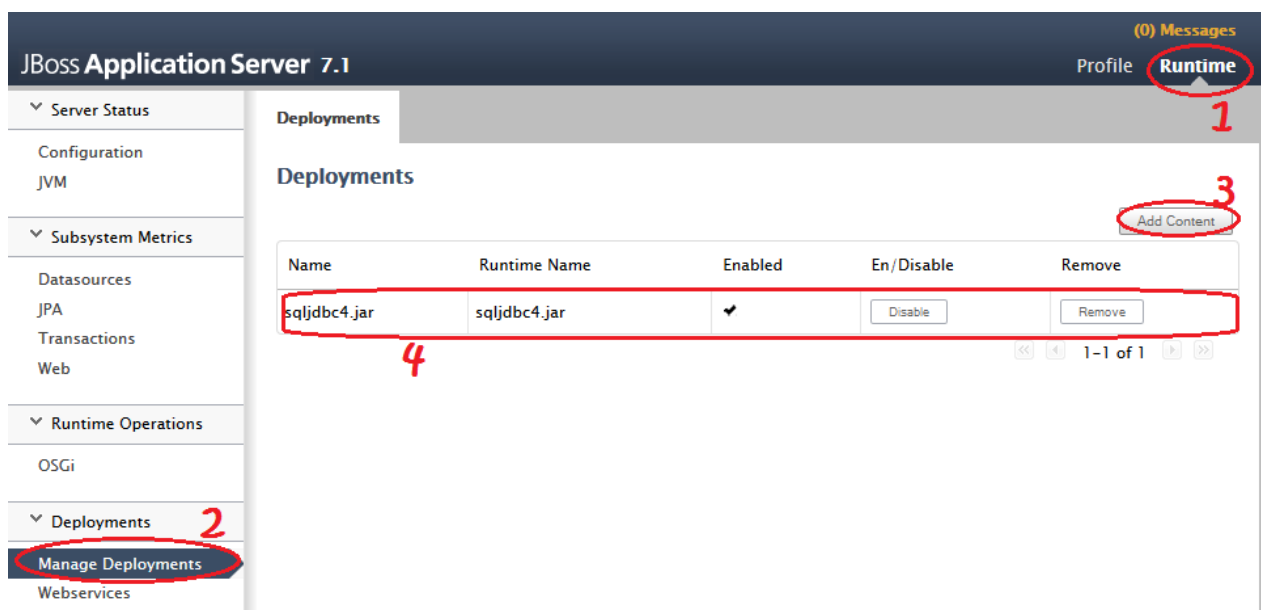 (0) Messages
JBoss Application Server 7.1
Profile Runtime
1
Server Status
Configuration
JVM
Subsystem Metrics
Datasources
JPA
Transactions
Web
Runtime Operations
OSGi
Deployments
2
Manage Deployments
Webservices
Deployments
Deployments
3
Add Content
Name Runtime Name Enabled En/Disable Remove
sqljdbc4.jar sqljdbc4.jar ✔ Disable Remove
4
<< < 1-1 of 1 > >>